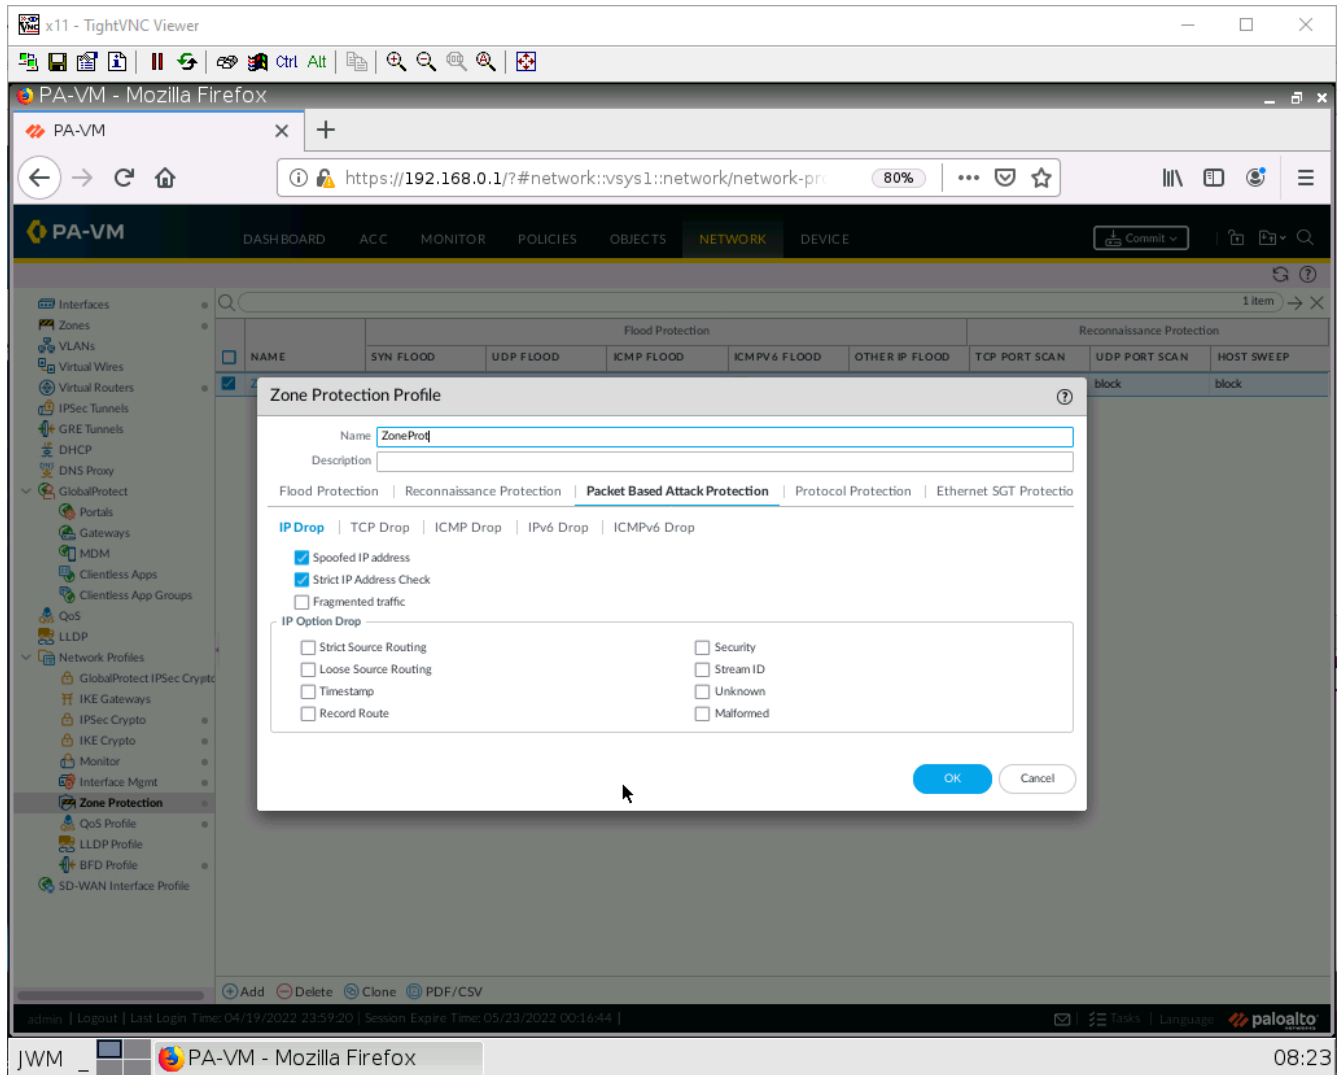 x11 - TightVNC Viewer
Ctrl Alt
PA-VM - Mozilla Firefox
PA-VM
https://192.168.0.1/?#network::vsys1::network/network-pro
80%
PA-VM
DASHBOARD ACC MONITOR POLICIES OBJECTS NETWORK DEVICE
Commit
1 item
Interfaces
Zones
VLANs
Virtual Wires
Virtual Routers
IPSec Tunnels
GRE Tunnels
DHCP
DNS Proxy
GlobalProtect
Portals
Gateways
MDM
Clientless Apps
Clientless App Groups
QoS
LLDP
Network Profiles
GlobalProtect IPSec Crypto
IKE Gateways
IPSec Crypto
IKE Crypto
Monitor
Interface Mgmt
Zone Protection
QoS Profile
LLDP Profile
BFD Profile
SD-WAN Interface Profile
Flood Protection Reconnaissance Protection
NAME SYN FLOOD UDP FLOOD ICMP FLOOD ICMPV6 FLOOD OTHER IP FLOOD TCP PORT SCAN UDP PORT SCAN HOST SWEEP
Z block block
Zone Protection Profile
Name ZoneProt
Description
Flood Protection | Reconnaissance Protection | Packet Based Attack Protection | Protocol Protection | Ethernet SGT Protectio
IP Drop | TCP Drop | ICMP Drop | IPv6 Drop | ICMPv6 Drop
Spoofed IP address
Strict IP Address Check
Fragmented traffic
IP Option Drop
Strict Source Routing Security
Loose Source Routing Stream ID
Timestamp Unknown
Record Route Malformed
OK Cancel
Add Delete Clone PDF/CSV
admin | Logout | Last Login Time: 04/19/2022 23:59:20 | Session Expire Time: 05/23/2022 00:16:44 |
Tasks | Language paloalto NETWORKS
JWM PA-VM - Mozilla Firefox 08:23